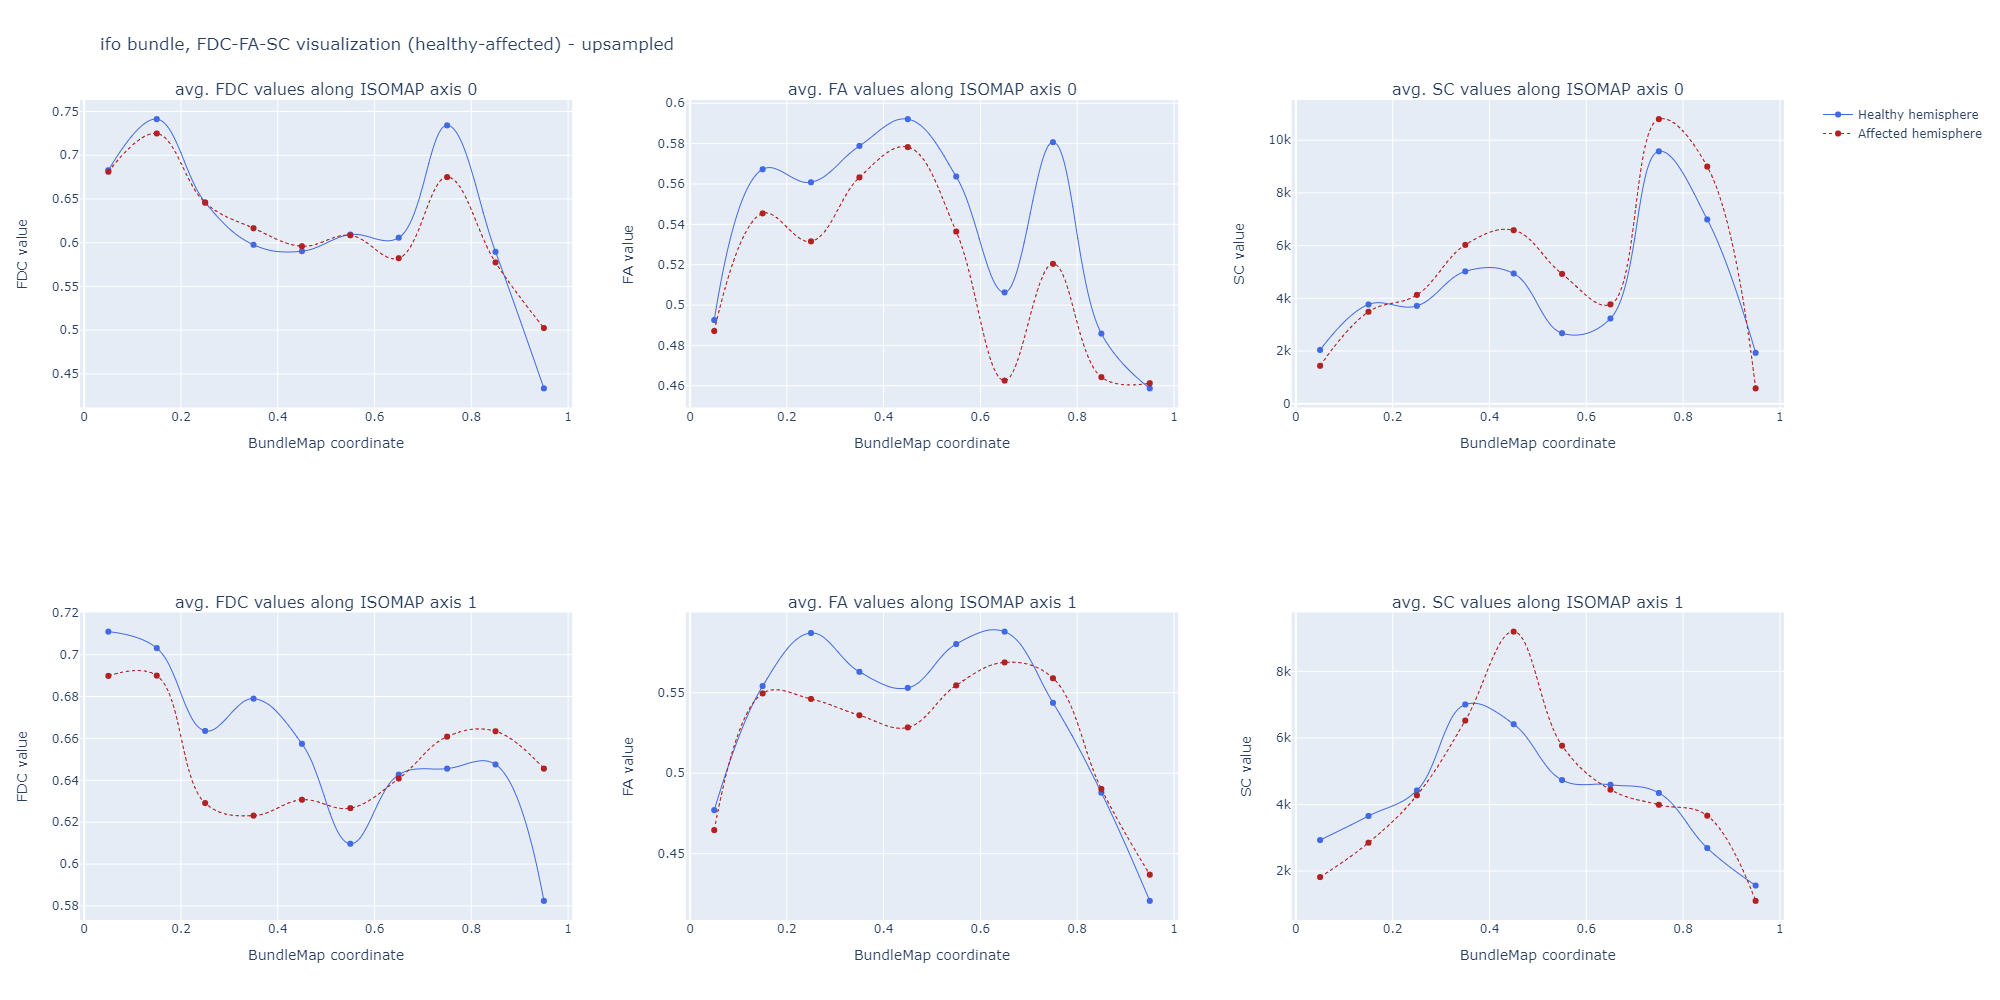 ifo bundle, FDC-FA-SC visualization (healthy-affected) - upsampled
avg. FDC values along ISOMAP axis 0
0.75
0.7
0.65
0.6
0.55
0.5
0.45
FDC value
0 0.2 0.4 0.6 0.8 1
BundleMap coordinate
avg. FA values along ISOMAP axis 0
0.6
0.58
0.56
0.54
0.52
0.5
0.48
0.46
FA value
0 0.2 0.4 0.6 0.8 1
BundleMap coordinate
avg. SC values along ISOMAP axis 0
10k
8k
6k
4k
2k
0
SC value
0 0.2 0.4 0.6 0.8 1
BundleMap coordinate
Healthy hemisphere
Affected hemisphere
avg. FDC values along ISOMAP axis 1
0.72
0.7
0.68
0.66
0.64
0.62
0.6
0.58
FDC value
0 0.2 0.4 0.6 0.8 1
BundleMap coordinate
avg. FA values along ISOMAP axis 1
0.55
0.5
0.45
FA value
0 0.2 0.4 0.6 0.8 1
BundleMap coordinate
avg. SC values along ISOMAP axis 1
8k
6k
4k
2k
SC value
0 0.2 0.4 0.6 0.8 1
BundleMap coordinate